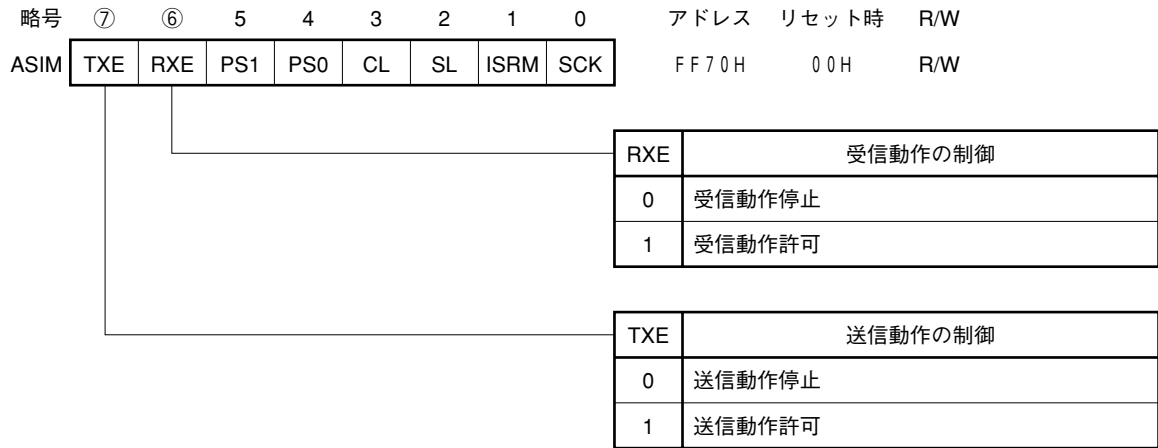 略号 ⑦ ⑥ 5 4 3 2 1 0 アドレス リセット時 R/W
ASIM TXE RXE PS1 PS0 CL SL ISRM SCK FF70H 00H R/W
RXE 受信動作の制御
0 受信動作停止
1 受信動作許可
TXE 送信動作の制御
0 送信動作停止
1 送信動作許可